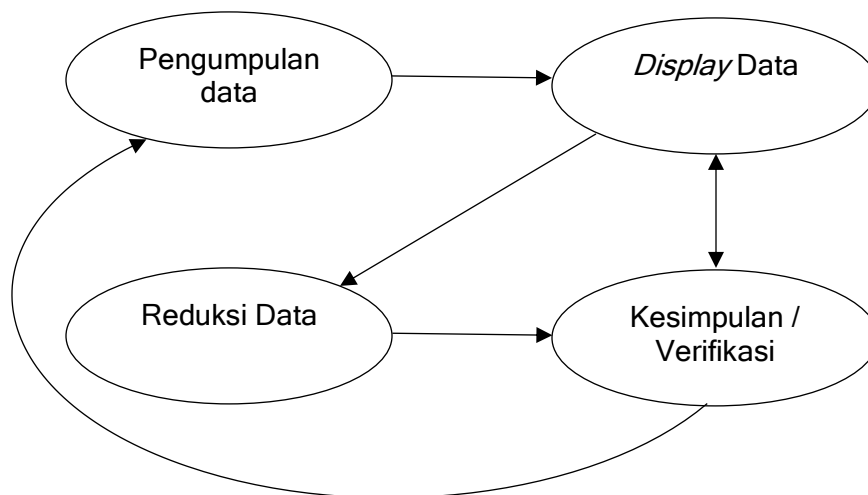 Pengumpulan
data
Display Data
Reduksi Data
Kesimpulan /
Verifikasi